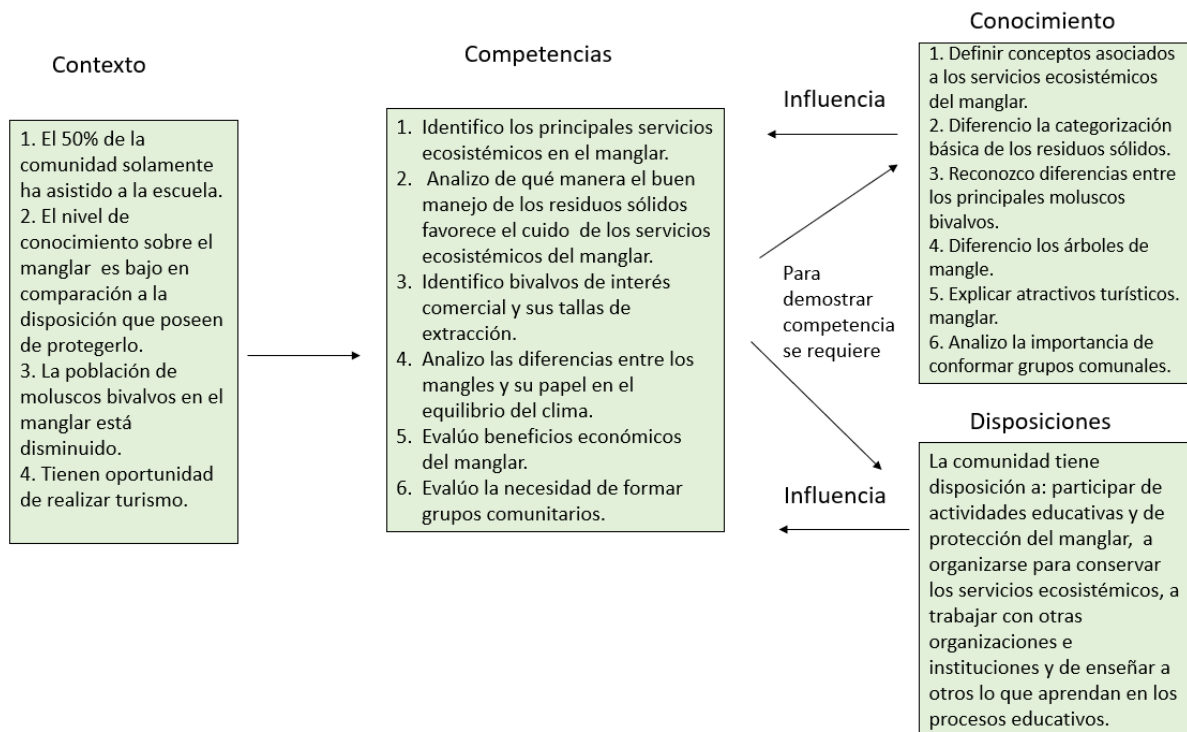 Contexto
1. El 50% de la
comunidad solamente
ha asistido a la escuela.
2. El nivel de
conocimiento sobre el
manglar es bajo en
comparación a la
disposición que poseen
de protegerlo.
3. La población de
moluscos bivalvos en el
manglar está
disminuido.
4. Tienen oportunidad
de realizar turismo.
Competencias
1. Identifico los principales servicios
ecosistémicos en el manglar.
2. Analizo de qué manera el buen
manejo de los residuos sólidos
favorece el cuido de los servicios
ecosistémicos del manglar.
3. Identifico bivalvos de interés
comercial y sus tallas de
extracción.
4. Analizo las diferencias entre los
mangles y su papel en el
equilibrio del clima.
5. Evalúo beneficios económicos
del manglar.
6. Evalúo la necesidad de formar
grupos comunitarios.
Influencia
Para
demostrar
competencia
se requiere
Influencia
Conocimiento
1. Definir conceptos asociados
a los servicios ecosistémicos
del manglar.
2. Diferencio la categorización
básica de los residuos sólidos.
3. Reconozco diferencias entre
los principales moluscos
bivalvos.
4. Diferencio los árboles de
mangle.
5. Explicar atractivos turísticos.
manglar.
6. Analizo la importancia de
conformar grupos comunales.
Disposiciones
La comunidad tiene
disposición a: participar de
actividades educativas y de
protección del manglar, a
organizarse para conservar
los servicios ecosistémicos, a
trabajar con otras
organizaciones e
instituciones y de enseñar a
otros lo que aprendan en los
procesos educativos.